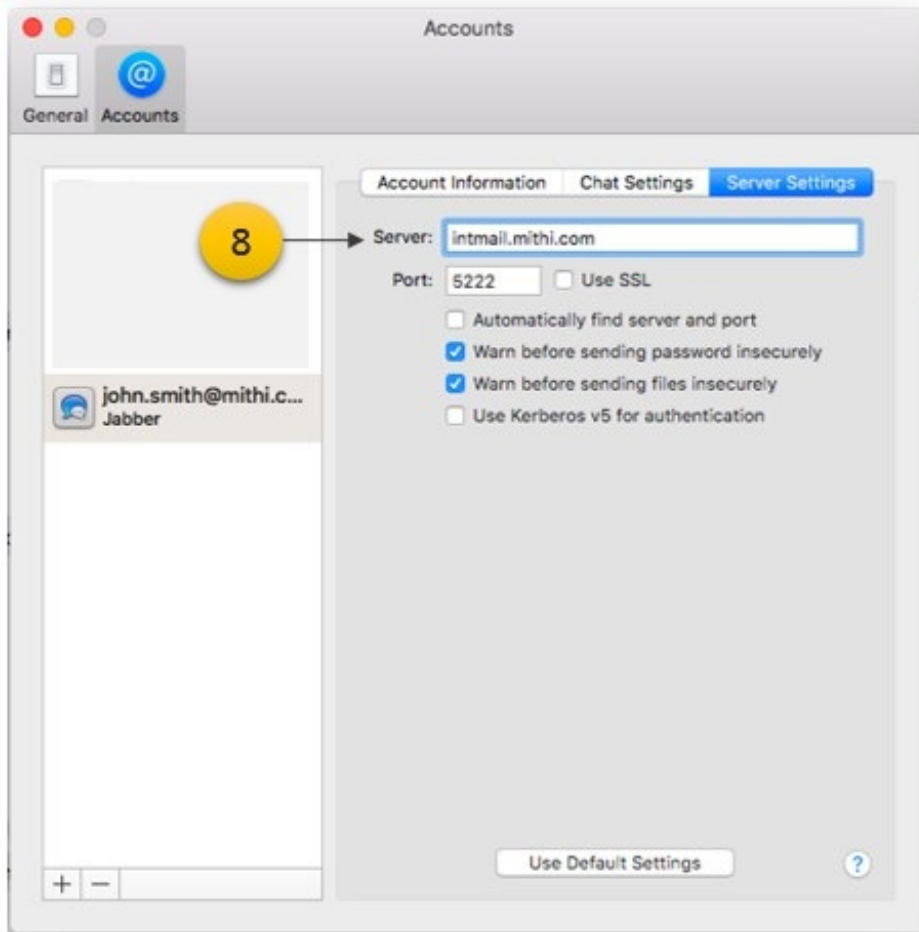 Accounts
General Accounts
Account Information Chat Settings Server Settings
8 Server: intmail.mithi.com
Port: 5222 Use SSL
Automatically find server and port
Warn before sending password insecurely
Warn before sending files insecurely
Use Kerberos v5 for authentication
john.smith@mithi.c...
Jabber
Use Default Settings ?
+ −